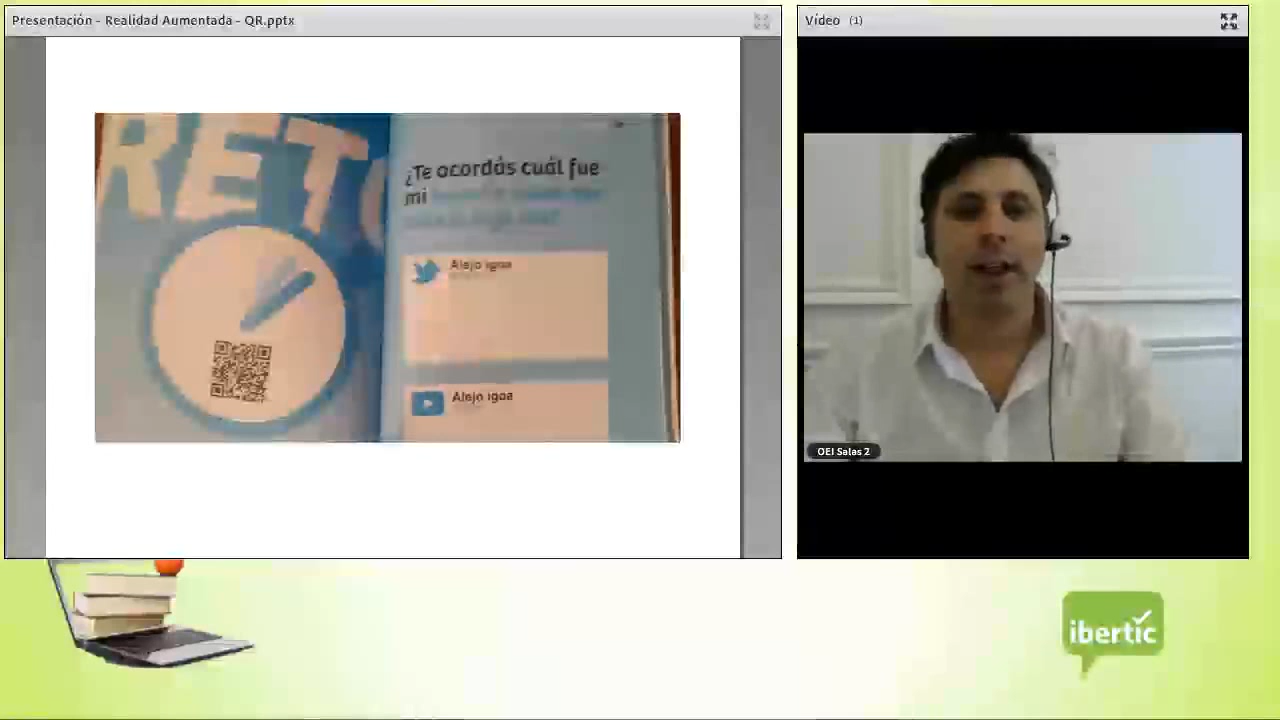 Presentación - Realidad Aumentada - QR.pptx
Vídeo (1)
RETO
¿Te acordás cuál fue
mi
Alejo igoa
Alejo igoa
OEI Salas 2
ibertic